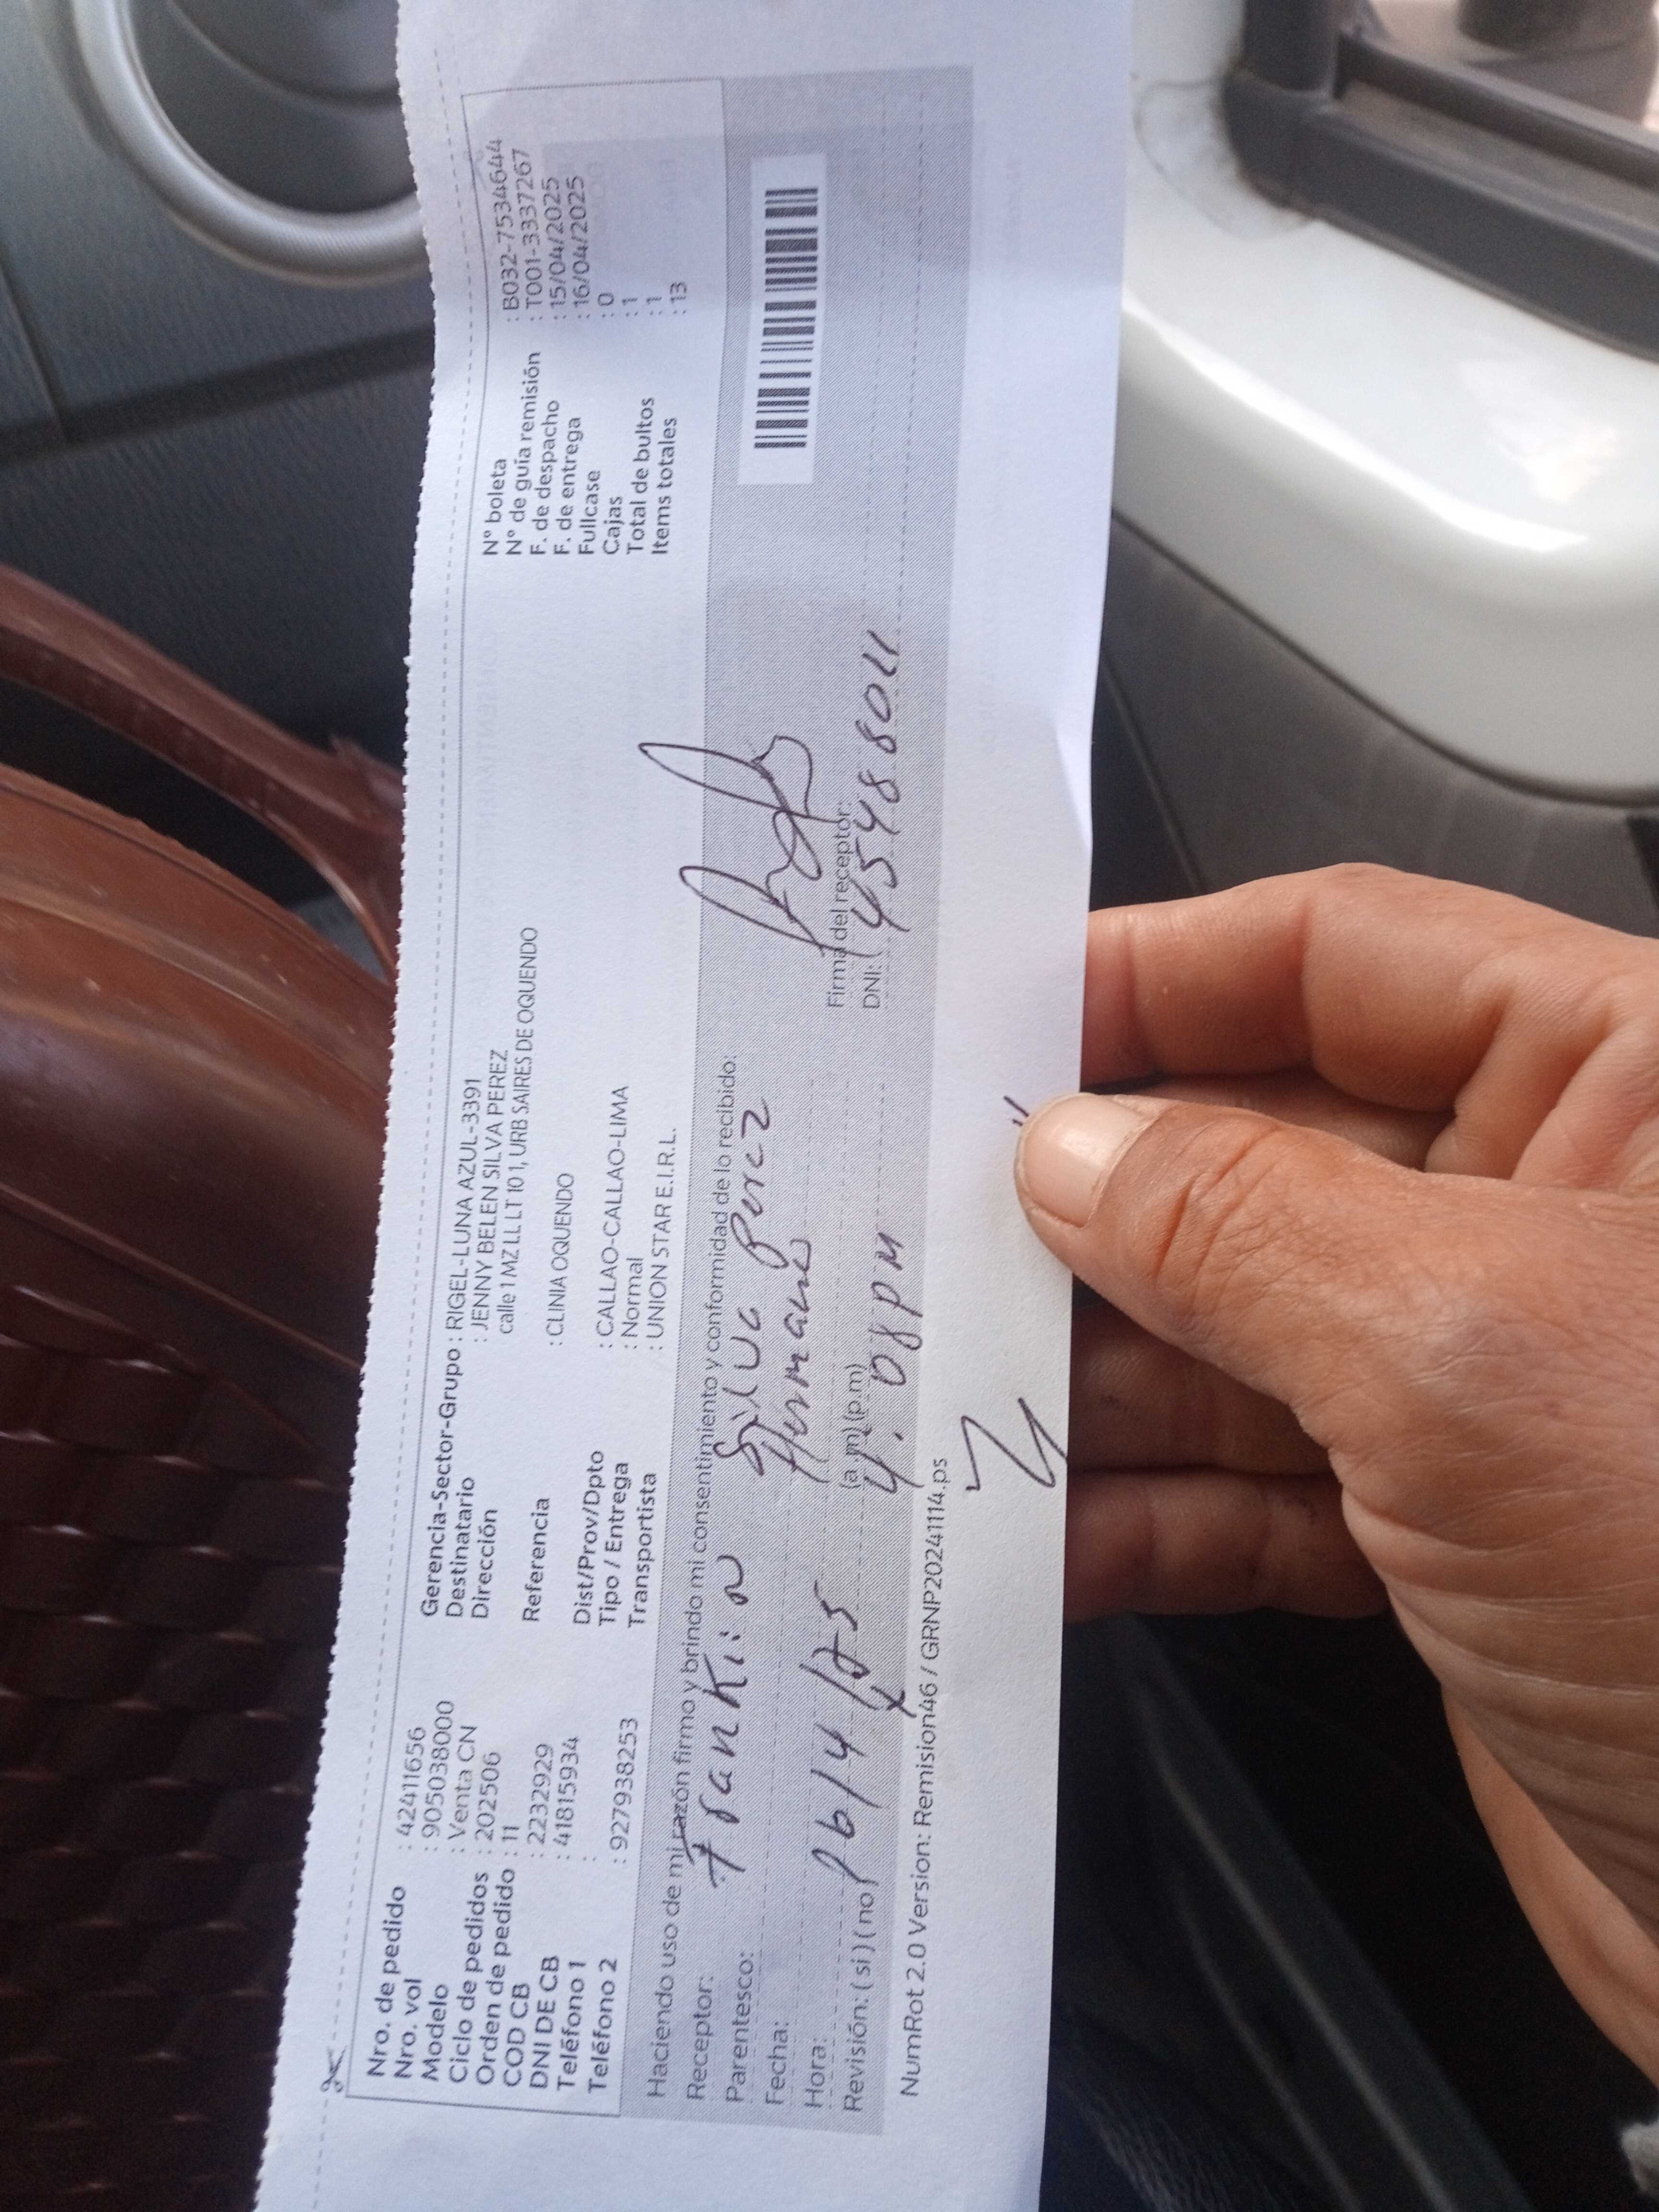 Nro. de pedido : 42411656
Nro. vol : 905038000
Modelo : Venta CN
Ciclo de pedidos : 202506
Orden de pedido : 11
COD CB : 2232929
DNI DE CB : 41815934
Teléfono 1 :
Teléfono 2 : 927938253
Gerencia-Sector-Grupo : RIGEL-LUNA AZUL-3391
Destinatario : JENNY BELEN SILVA PEREZ
Dirección calle 1 MZ LL LT 10 1, URB SAIRES DE OQUENDO
Referencia : CLINIA OQUENDO
Dist/Prov/Dpto : CALLAO-CALLAO-LIMA
Tipo / Entrega : Normal
Transportista : UNION STAR E.I.R.L.
N° boleta : B032-7534644
N° de guía remisión : T001-3337267
F. de despacho : 15/04/2025
F. de entrega : 16/04/2025
Fullcase : 0
Cajas : 1
Total de bultos : 1
Items totales : 13
Haciendo uso de mi razón firmo y brindo mi consentimiento y conformidad de lo recibido:
Receptor: Franklin Silva Perez
Parentesco: Hermano
Fecha: 16/4/25
Hora: (a.m)(p.m) 4:08pm
Revisión: (si) (no)
Firma del receptor:
DNI: 45488011
NumRot 2.0 Version: Remision46 / GRNP20241114.ps